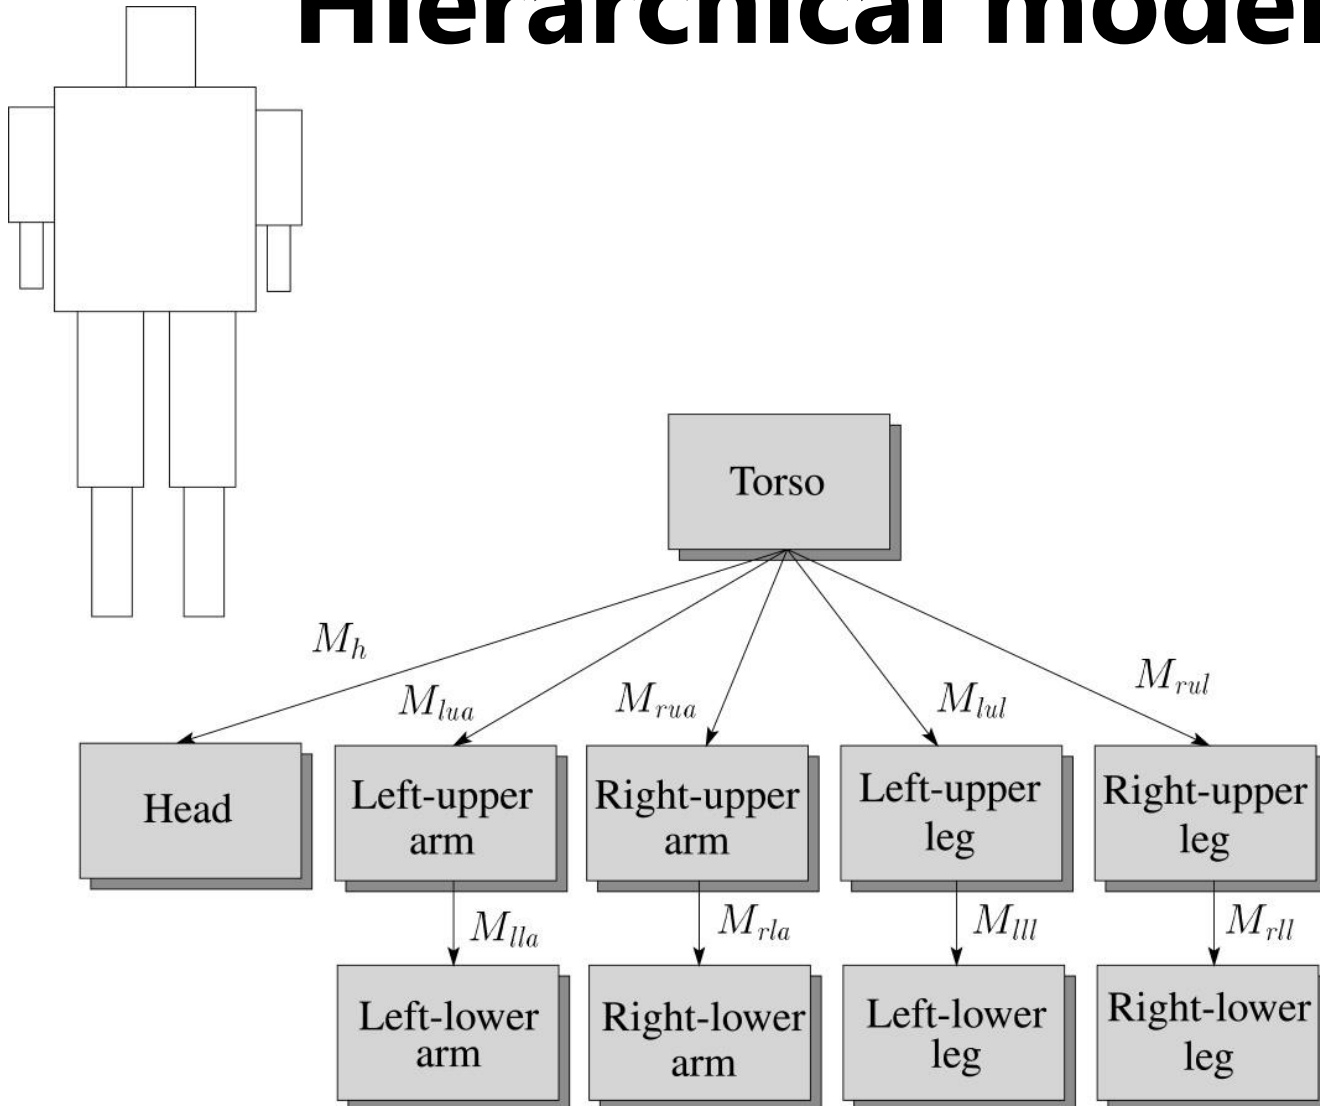 Hierarchical model
Torso
M_h
M_lua
M_rua
M_lul
M_rul
Head
Left-upper
arm
Right-upper
arm
Left-upper
leg
Right-upper
leg
M_lla
M_rla
M_lll
M_rll
Left-lower
arm
Right-lower
arm
Left-lower
leg
Right-lower
leg